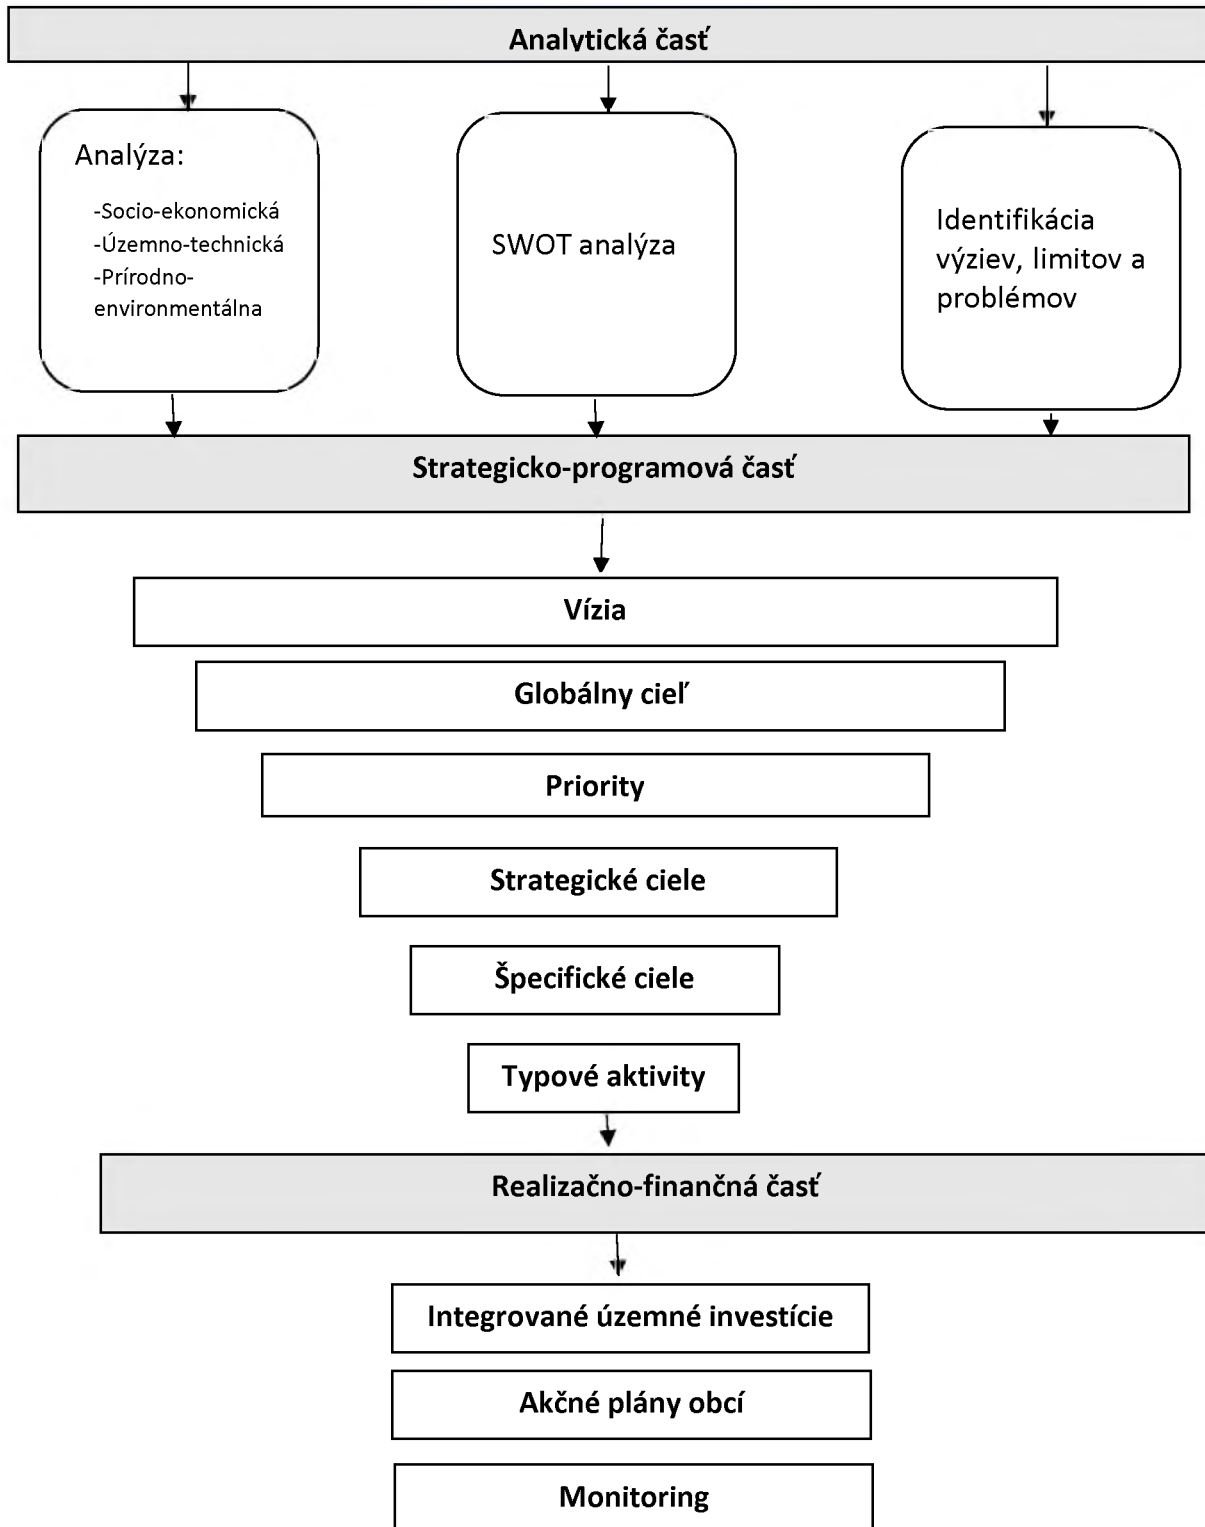 Analytická časť
Analýza:
-Socio-ekonomická
-Územno-technická
-Prírodno-
environmentálna
SWOT analýza
Identifikácia
výziev, limitov a
problémov
Strategicko-programová časť
Vízia
Globálny cieľ
Priority
Strategické ciele
Špecifické ciele
Typové aktivity
Realizačno-finančná časť
Integrované územné investície
Akčné plány obcí
Monitoring